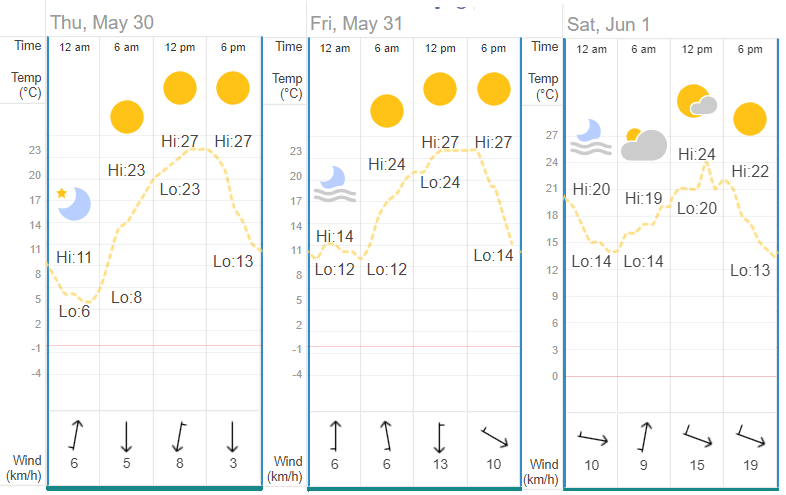 Thu, May 30
Time 12 am 6 am 12 pm 6 pm
Temp
(°C)
23
20
17
14
11
8
5
2
-1
-4
Hi:27 Hi:27
Hi:23
Lo:23
Hi:11
Lo:13
Lo:8
Lo:6
Wind
(km/h)
6 5 8 3
Fri, May 31
Time 12 am 6 am 12 pm 6 pm
Temp
(°C)
23
20
17
14
11
8
5
2
-1
-4
Hi:27 Hi:27
Hi:24
Lo:24
Hi:14
Lo:14
Lo:12 Lo:12
Wind
(km/h)
6 6 13 10
Sat, Jun 1
Time 12 am 6 am 12 pm 6 pm
Temp
(°C)
27
24
21
18
15
12
9
6
3
0
Hi:24
Hi:22
Hi:20
Hi:19
Lo:20
Lo:14 Lo:14
Lo:13
Wind
(km/h)
10 9 15 19